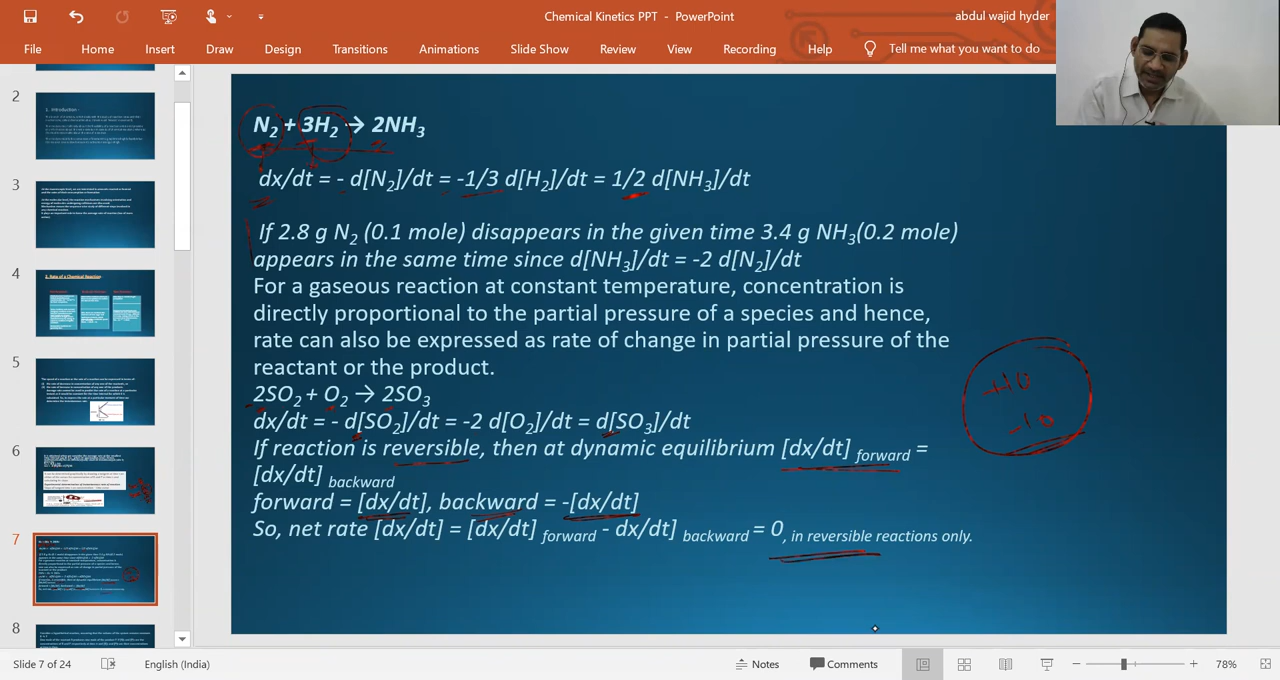 Chemical Kinetics PPT - PowerPoint
abdul wajid hyder
File Home Insert Draw Design Transitions Animations Slide Show Review View Recording Help Tell me what you want to do
2
3
4
5
6
7
8
N₂ + 3H₂ → 2NH₃
dx/dt = - d[N₂]/dt = -1/3 d[H₂]/dt = 1/2 d[NH₃]/dt
If 2.8 g N₂ (0.1 mole) disappears in the given time 3.4 g NH₃(0.2 mole)
appears in the same time since d[NH₃]/dt = -2 d[N₂]/dt
For a gaseous reaction at constant temperature, concentration is
directly proportional to the partial pressure of a species and hence,
rate can also be expressed as rate of change in partial pressure of the
reactant or the product.
2SO₂ + O₂ → 2SO₃
dx/dt = - d[SO₂]/dt = -2 d[O₂]/dt = d[SO₃]/dt
If reaction is reversible, then at dynamic equilibrium [dx/dt] forward =
[dx/dt] backward
forward = [dx/dt], backward = -[dx/dt]
So, net rate [dx/dt] = [dx/dt] forward - dx/dt] backward = 0, in reversible reactions only.
+10
-10
Slide 7 of 24
English (India)
Notes
Comments
78%